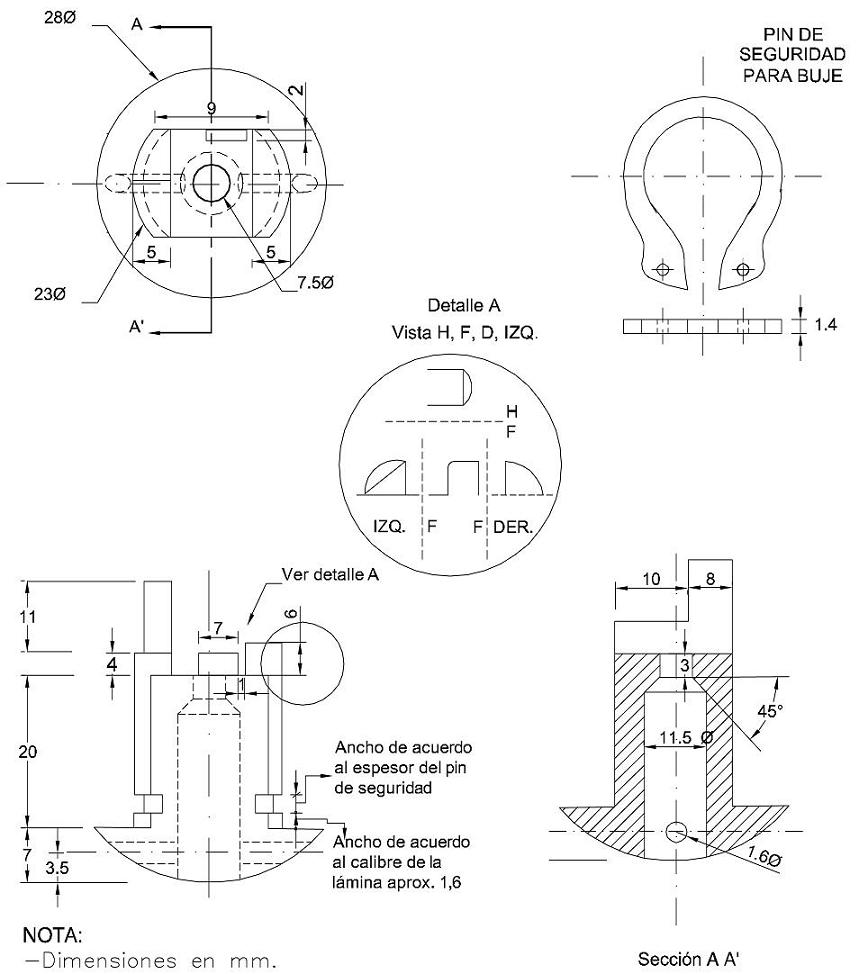 28Ø
A
2
9
5
5
23Ø
7.5Ø
A'
PIN DE
SEGURIDAD
PARA BUJE
1.4
Detalle A
Vista H, F, D, IZQ.
H
F
IZQ.
F
F
DER.
Ver detalle A
11
7
6
4
1
20
Ancho de acuerdo
al espesor del pin
de seguridad
7
3.5
Ancho de acuerdo
al calibre de la
lámina aprox. 1,6
10
8
3
45°
11.5 Ø
1.6Ø
NOTA:
-Dimensiones en mm.
Sección A A'